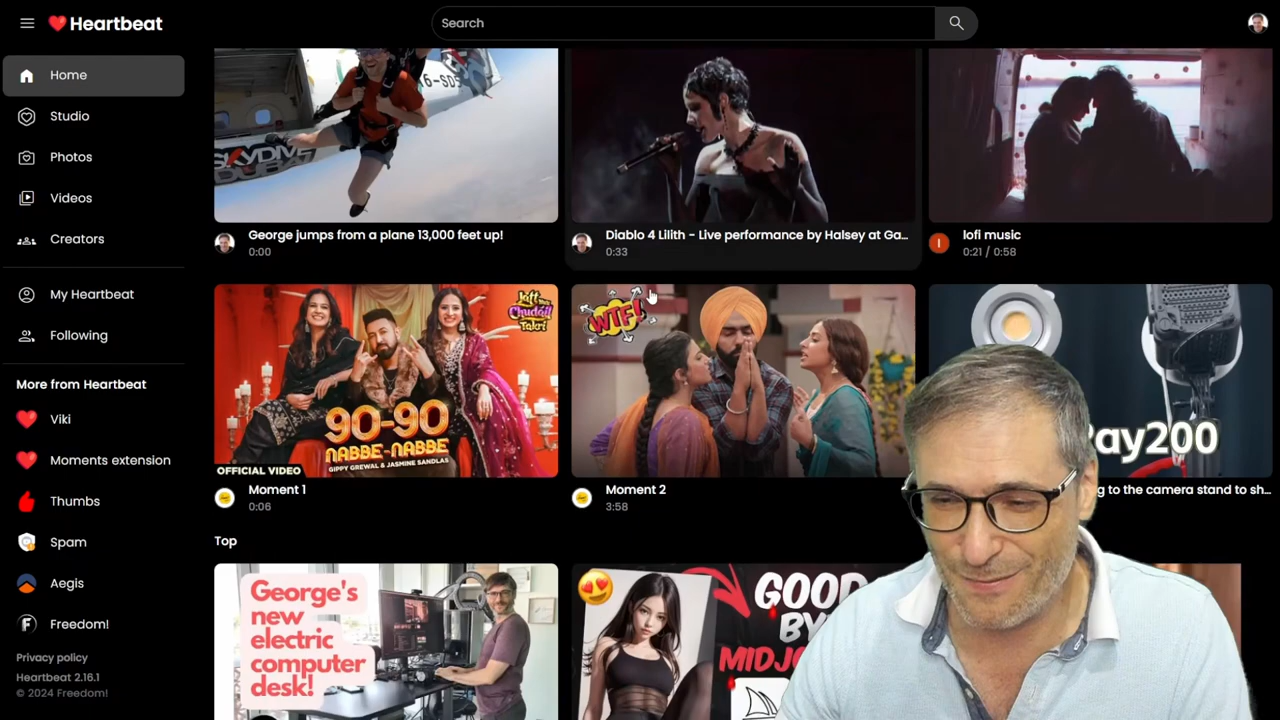 Heartbeat
Search
Home
Studio
Photos
Videos
Creators
My Heartbeat
Following
More from Heartbeat
Viki
Moments extension
Thumbs
Spam
Aegis
Freedom!
Privacy policy
Heartbeat 2.16.1
© 2024 Freedom!
SKYDIVE
DUBAI
George jumps from a plane 13,000 feet up!
0:00
Diablo 4 Lilith - Live performance by Halsey at Ga...
0:33
I
lofi music
0:21 / 0:58
90-90
NABBE-NABBE
GIPPY GREWAL & JASMINE SANDLAS
OFFICIAL VIDEO
Moment 1
0:06
WTF!
Moment 2
3:58
Pay200
g to the camera stand to sh...
Top
George's
new
electric
computer
desk!
GOOD
BY
MIDJO